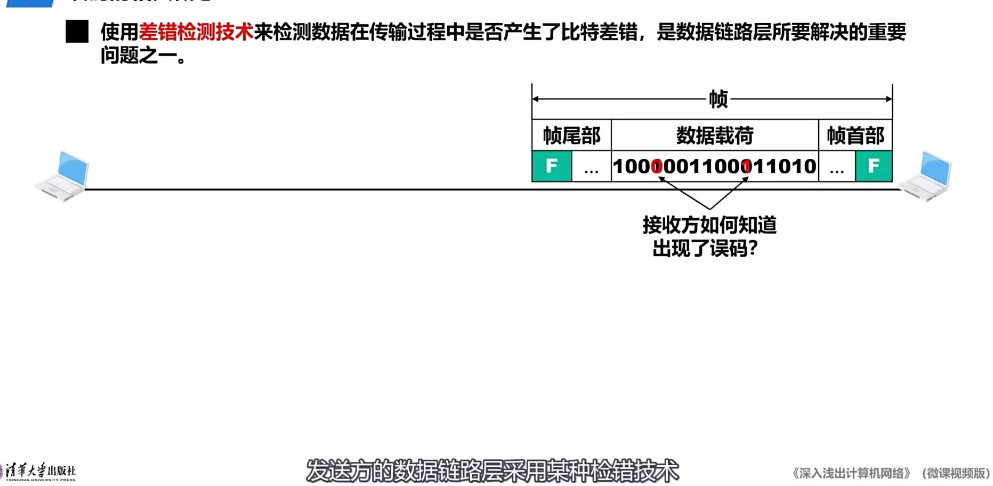 使用差错检测技术来检测数据在传输过程中是否产生了比特差错，是数据链路层所要解决的重要
问题之一。
帧
帧尾部 数据载荷 帧首部
F ... 1000001100011010 ... F
接收方如何知道
出现了误码？
发送方的数据链路层采用某种检错技术
清华大学出版社
TSINGHUA UNIVERSITY PRESS
《深入浅出计算机网络》（微课视频版）